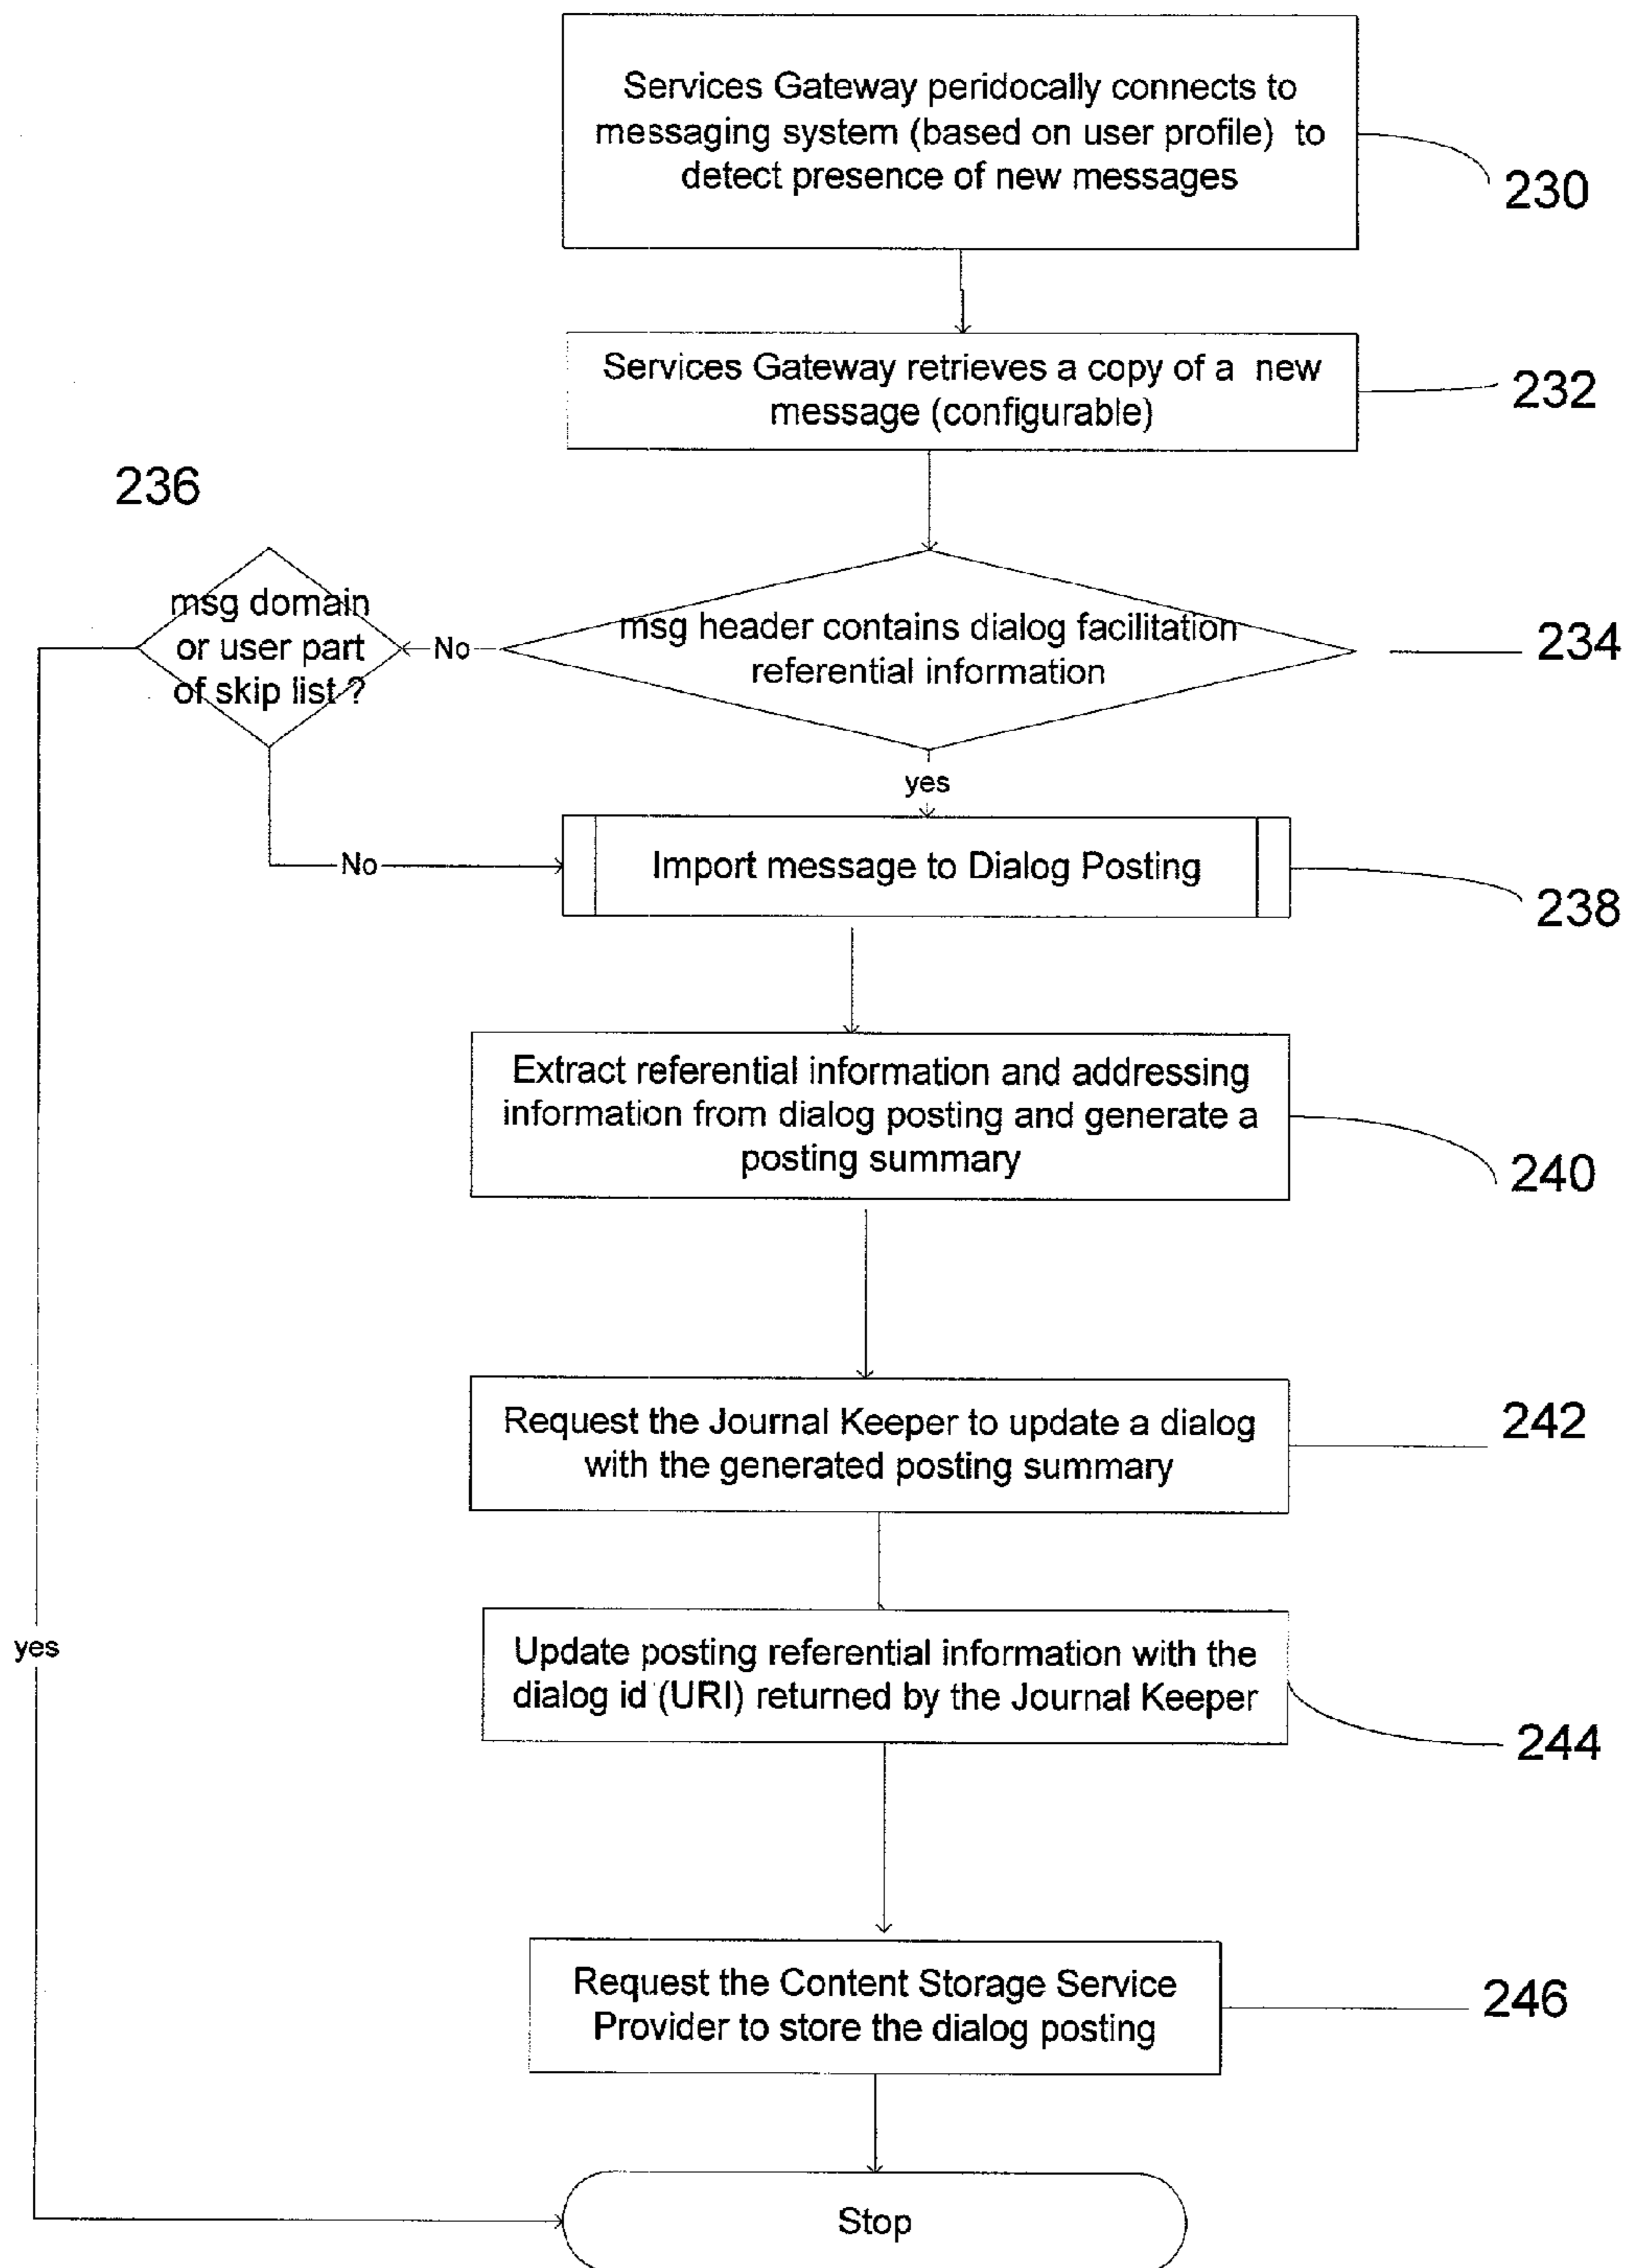 Services Gateway peridocally connects to
messaging system (based on user profile) to
detect presence of new messages
230
Services Gateway retrieves a copy of a new
message (configurable)
232
236
msg domain
or user part
of skip list ?
No
msg header contains dialog facilitation
referential information
234
yes
No
Import message to Dialog Posting
238
Extract referential information and addressing
information from dialog posting and generate a
posting summary
240
Request the Journal Keeper to update a dialog
with the generated posting summary
242
yes
Update posting referential information with the
dialog id (URI) returned by the Journal Keeper
244
Request the Content Storage Service
Provider to store the dialog posting
246
Stop